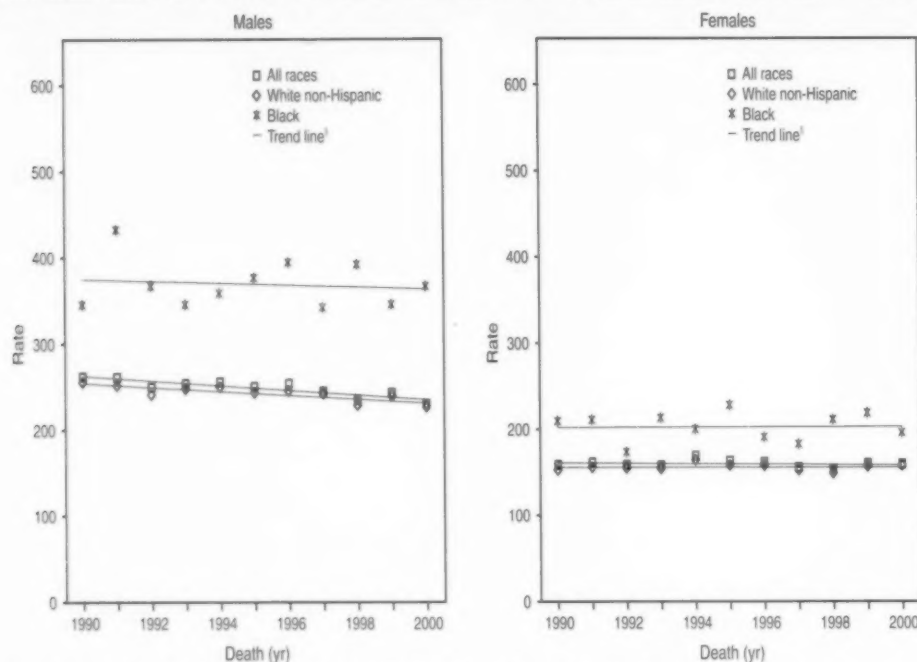 Males
600
500
400
300
200
100
0
Rate
□ All races
◇ White non-Hispanic
* Black
— Trend line§
1990 1992 1994 1996 1998 2000
Death (yr)
Females
600
500
400
300
200
100
0
Rate
□ All races
◇ White non-Hispanic
* Black
— Trend line§
1990 1992 1994 1996 1998 2000
Death (yr)